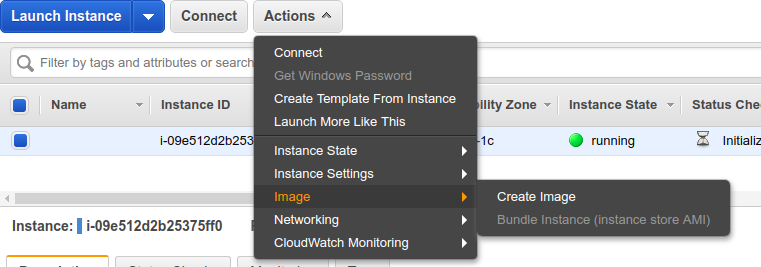 Launch Instance Connect Actions
Connect
Get Windows Password
Create Template From Instance
Launch More Like This
Instance State
Instance Settings
Image
Networking
CloudWatch Monitoring
Create Image
Bundle Instance (instance store AMI)
Filter by tags and attributes or search
Name Instance ID bility Zone Instance State Status Che
i-09e512d2b253 -1c running Initializ
Instance: i-09e512d2b25375ff0